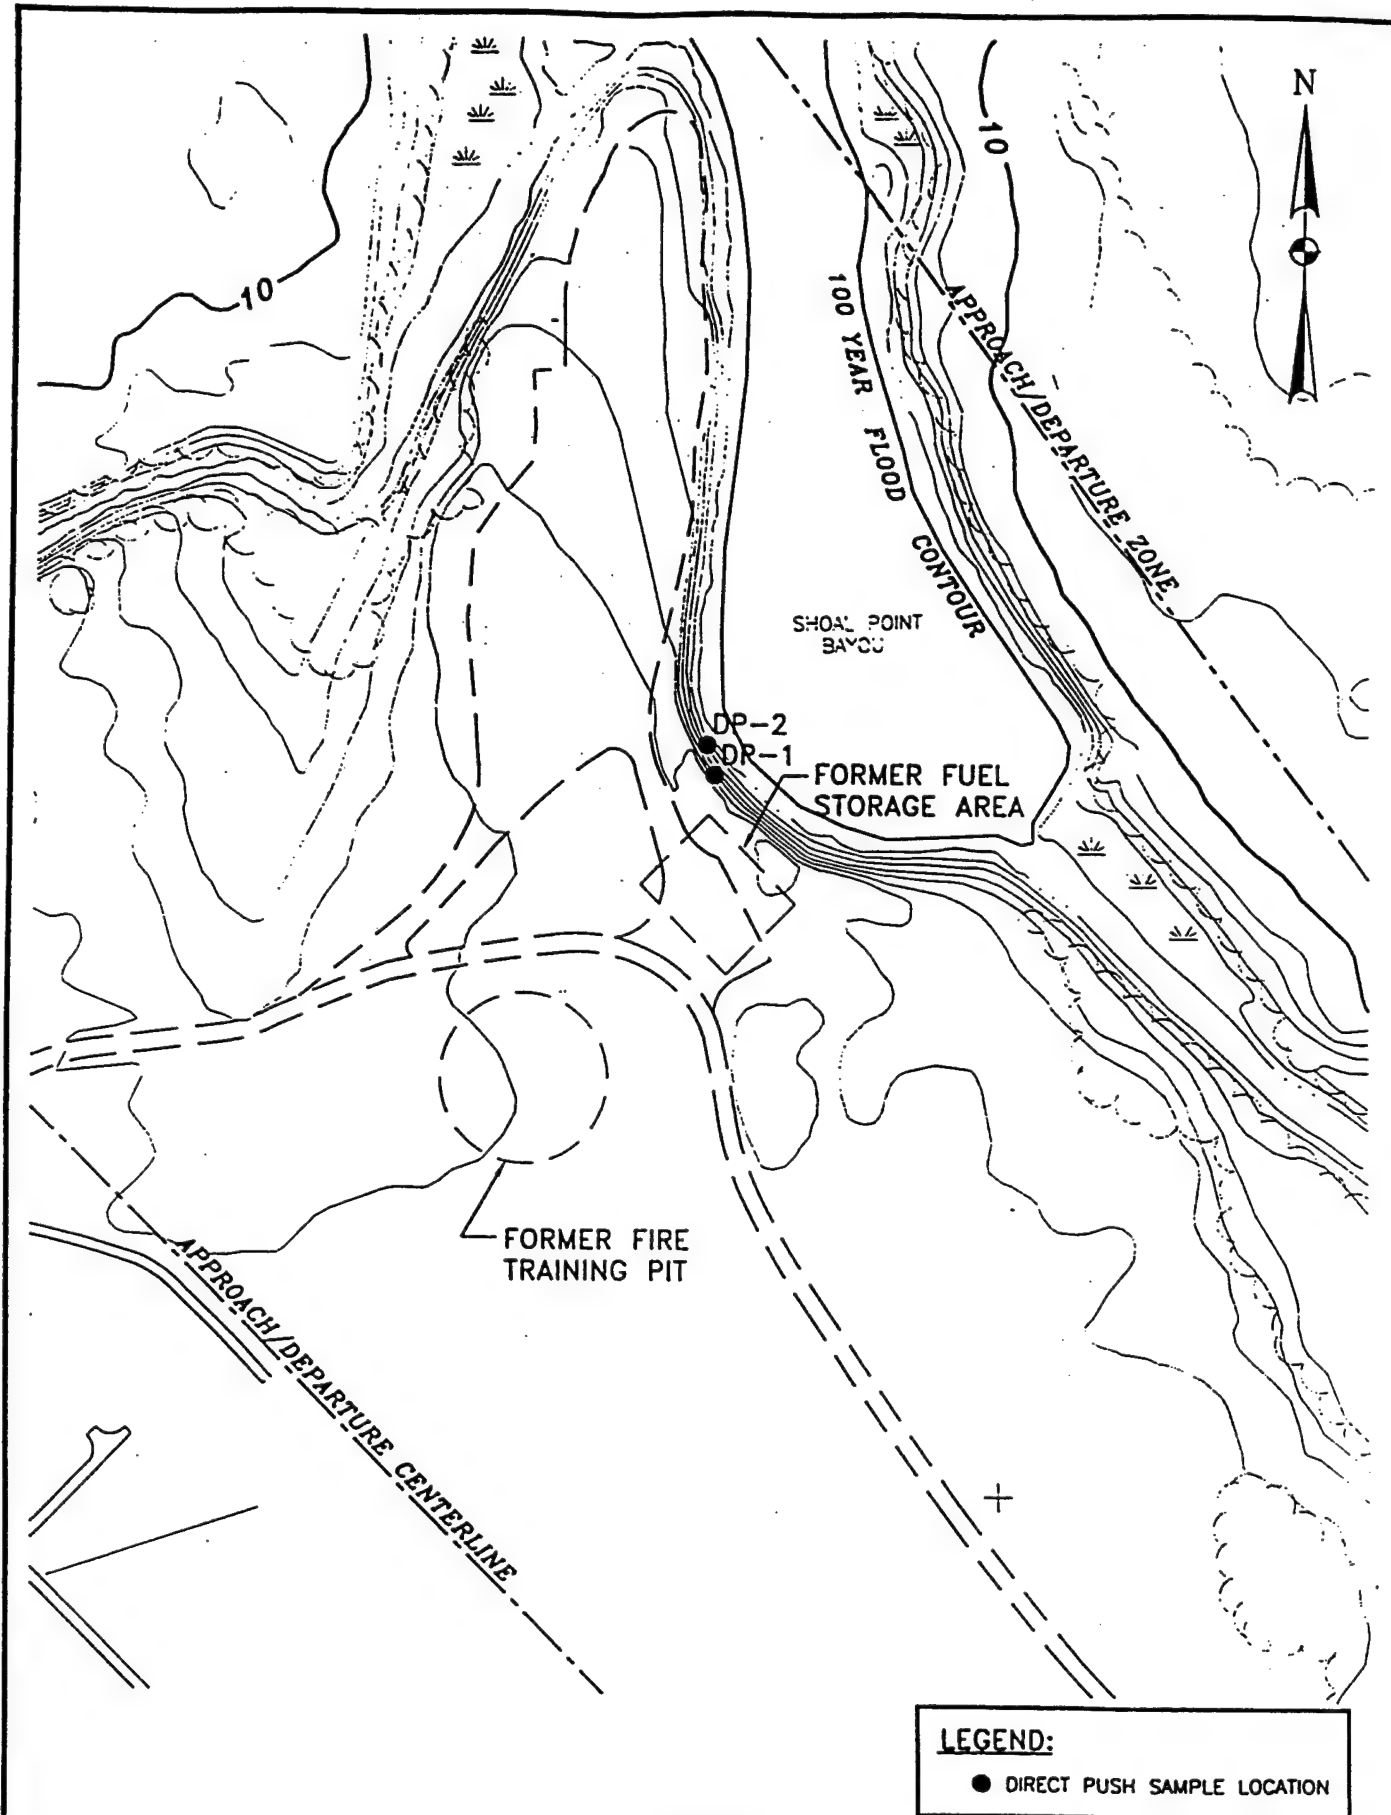 N
10
10
100 YEAR FLOOD CONTOUR
APPROACH/DEPARTURE ZONE
SHOAL POINT
BAYOU
DP-2
DP-1
FORMER FUEL
STORAGE AREA
FORMER FIRE
TRAINING PIT
APPROACH/DEPARTURE CENTERLINE
LEGEND:
DIRECT PUSH SAMPLE LOCATION